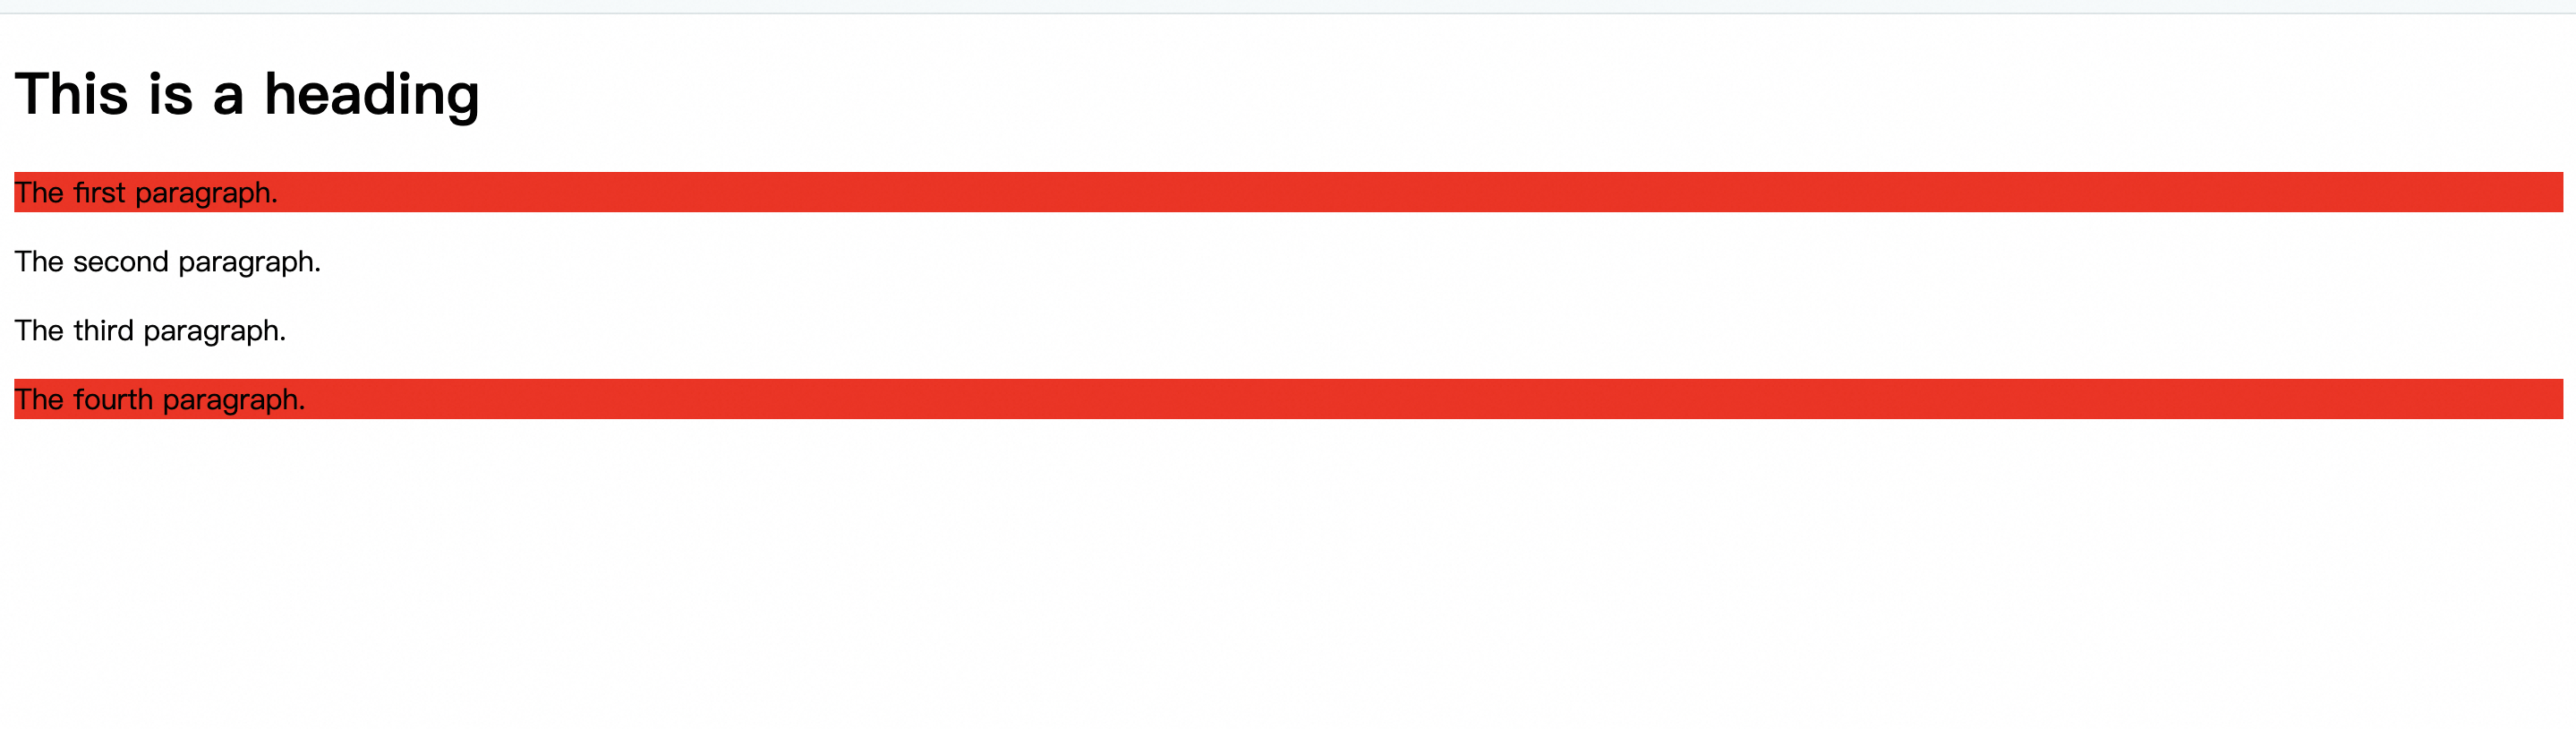 This is a heading
The first paragraph.
The second paragraph.
The third paragraph.
The fourth paragraph.